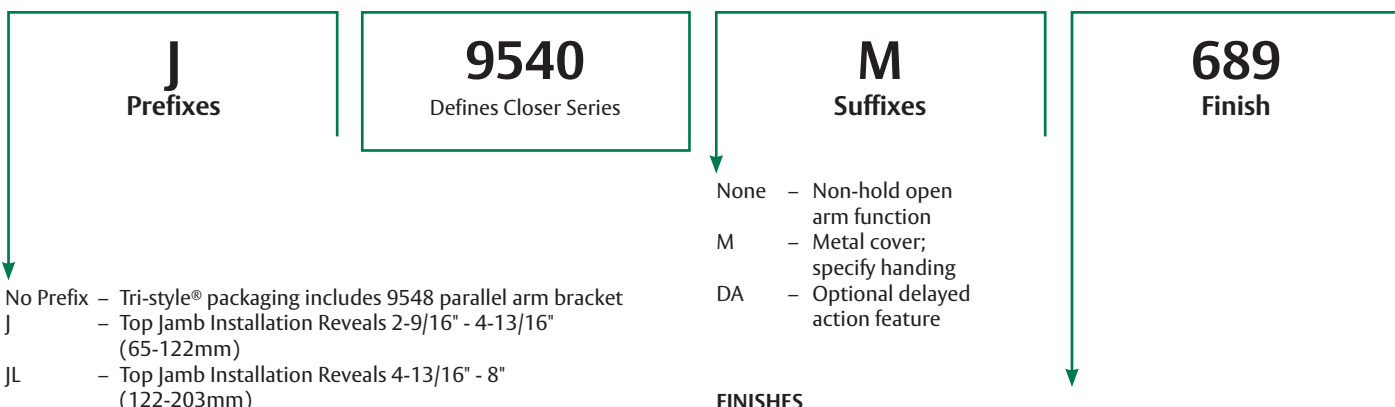 J
Prefixes
9540
Defines Closer Series
M
Suffixes
689
Finish
None – Non-hold open
arm function
M – Metal cover;
specify handing
DA – Optional delayed
action feature
No Prefix – Tri-style® packaging includes 9548 parallel arm bracket
J – Top Jamb Installation Reveals 2-9/16" - 4-13/16"
(65-122mm)
JL – Top Jamb Installation Reveals 4-13/16" - 8"
(122-203mm)
FINISHES